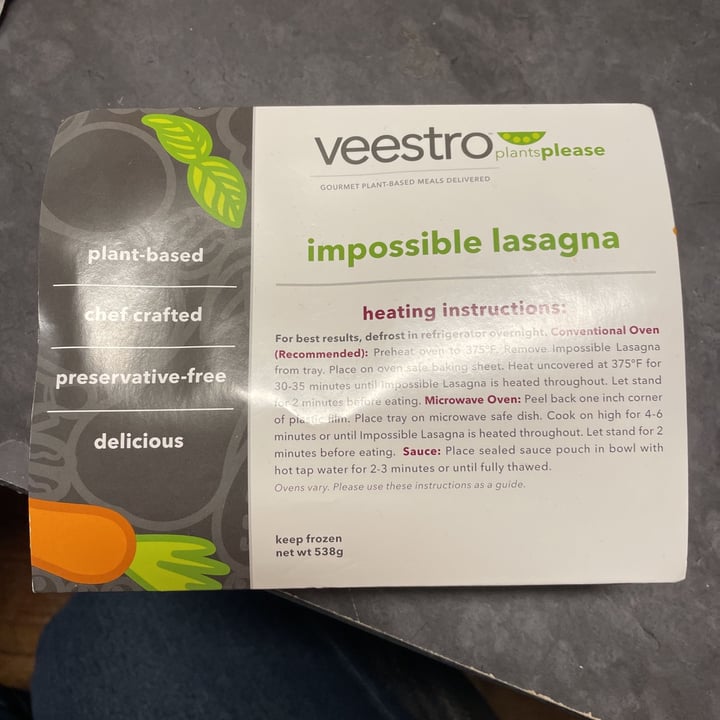 veestro
plantsplease
GOURMET PLANT-BASED MEALS DELIVERED
impossible lasagna
plant-based
chef crafted
preservative-free
delicious
heating instructions:
For best results, defrost in refrigerator overnight. Conventional Oven
(Recommended): Preheat oven to 375°F. Remove Impossible Lasagna
from tray. Place on oven safe baking sheet. Heat uncovered at 375°F for
30-35 minutes until Impossible Lasagna is heated throughout. Let stand
for 2 minutes before eating. Microwave Oven: Peel back one inch corner
of plastic film. Place tray on microwave safe dish. Cook on high for 4-6
minutes or until Impossible Lasagna is heated throughout. Let stand for 2
minutes before eating. Sauce: Place sealed sauce pouch in bowl with
hot tap water for 2-3 minutes or until fully thawed.
Ovens vary. Please use these instructions as a guide.
keep frozen
net wt 538g